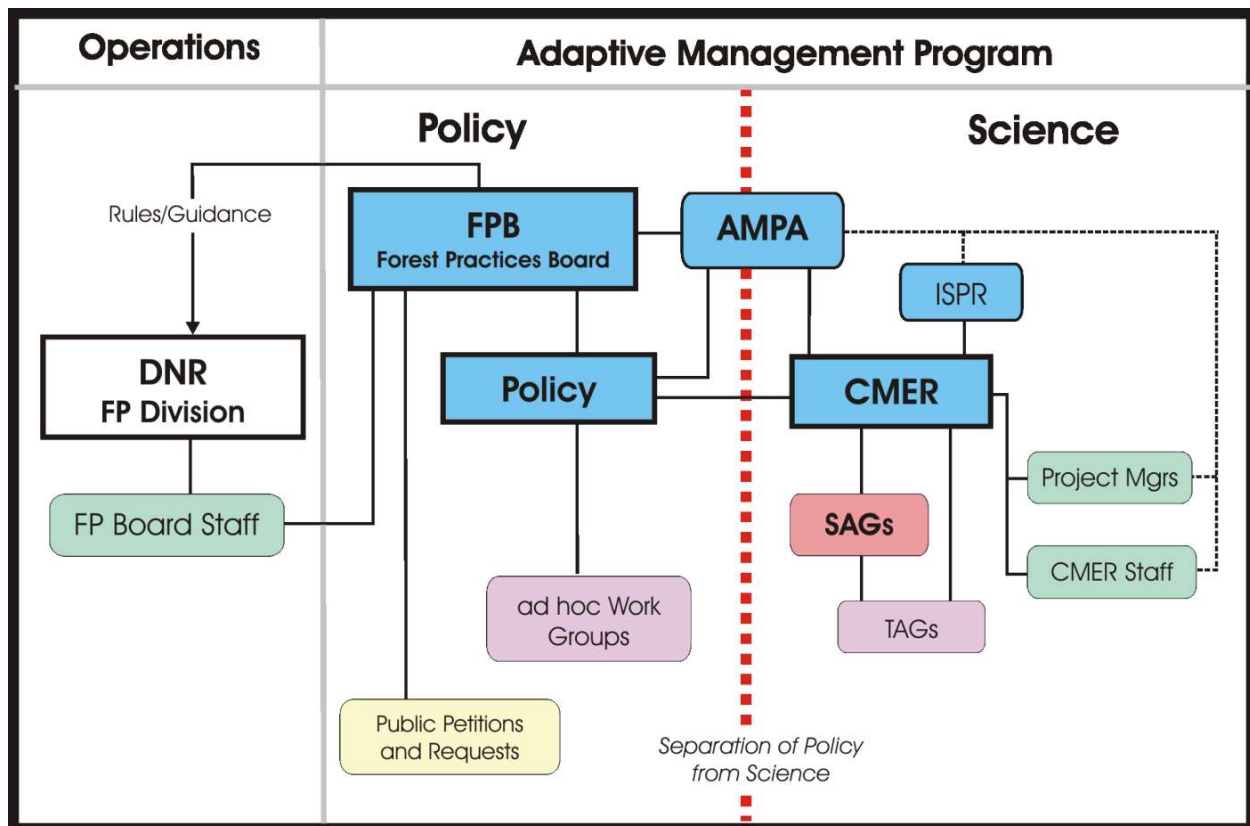 Operations
Adaptive Management Program
Policy
Science
Rules/Guidance
FPB
Forest Practices Board
AMPA
ISPR
DNR
FP Division
Policy
CMER
FP Board Staff
SAGs
Project Mgrs
CMER Staff
ad hoc Work
Groups
TAGs
Public Petitions
and Requests
Separation of Policy
from Science